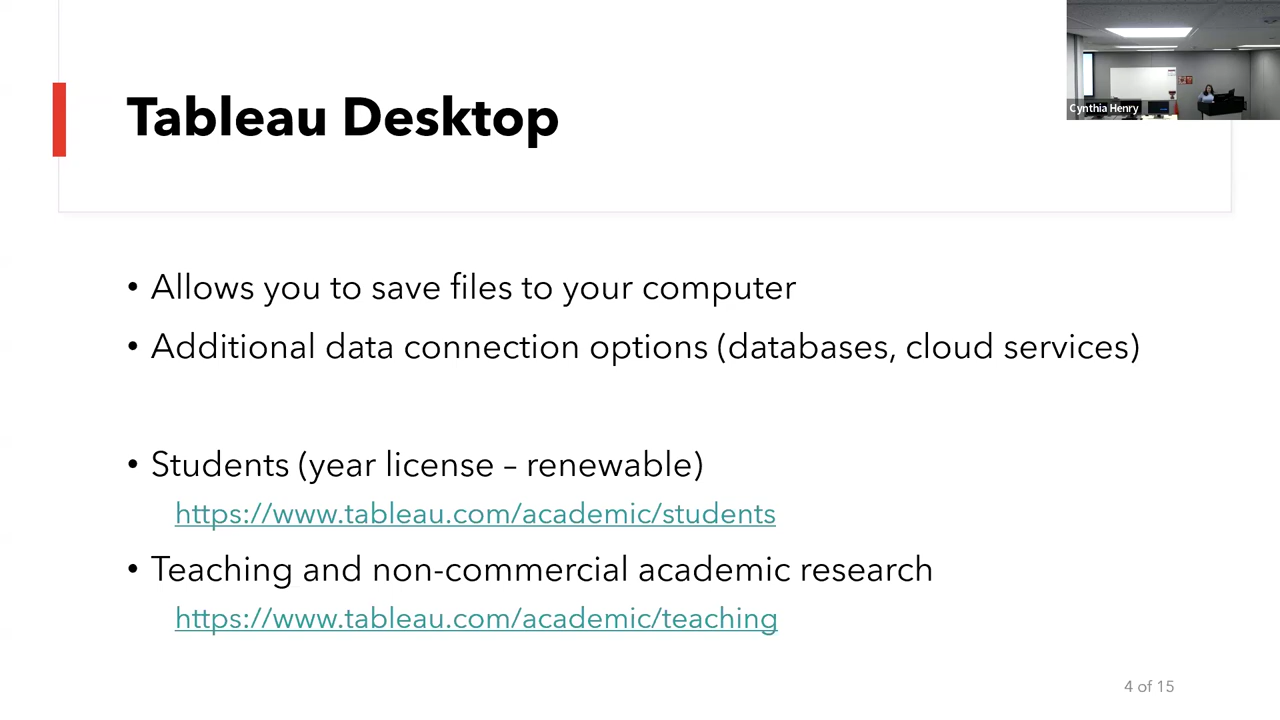 Tableau Desktop
Cynthia Henry
• Allows you to save files to your computer
• Additional data connection options (databases, cloud services)
• Students (year license – renewable)
https://www.tableau.com/academic/students
• Teaching and non-commercial academic research
https://www.tableau.com/academic/teaching
4 of 15